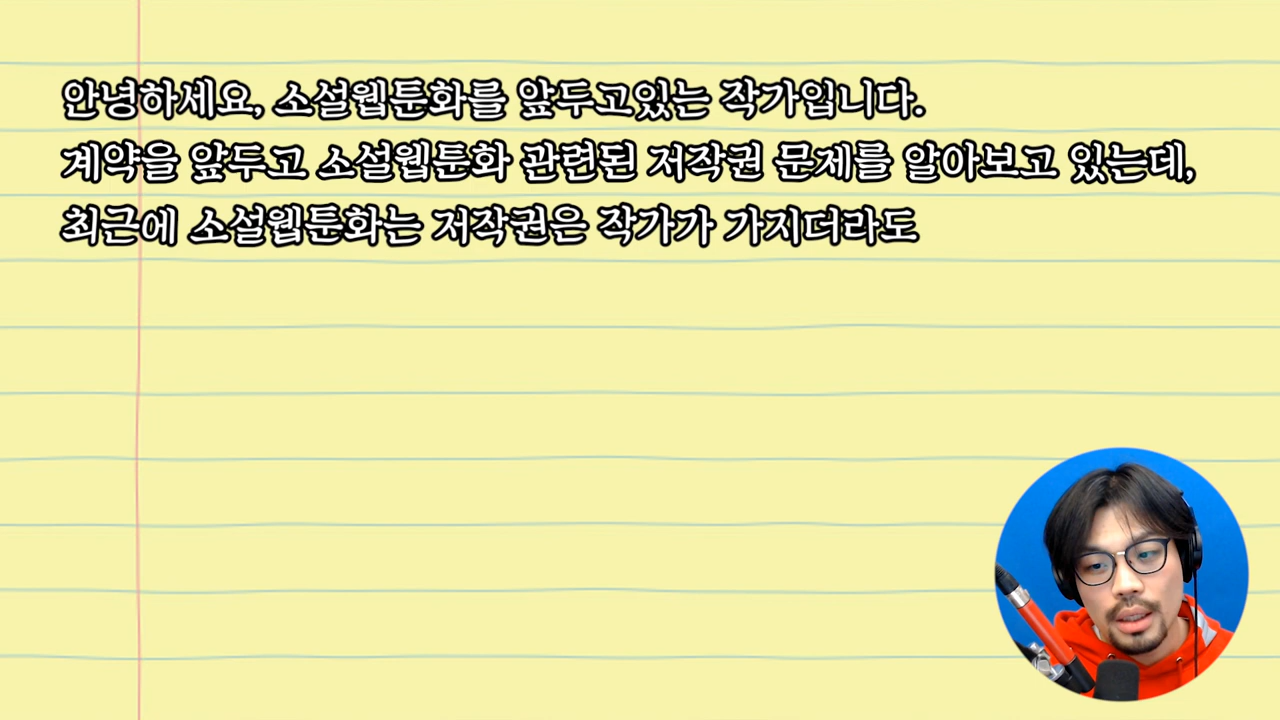 안녕하세요, 소설웹툰화를 앞두고있는 작가입니다.
계약을 앞두고 소설웹툰화 관련된 저작권 문제를 알아보고 있는데,
최근에 소설웹툰화는 저작권은 작가가 가지더라도